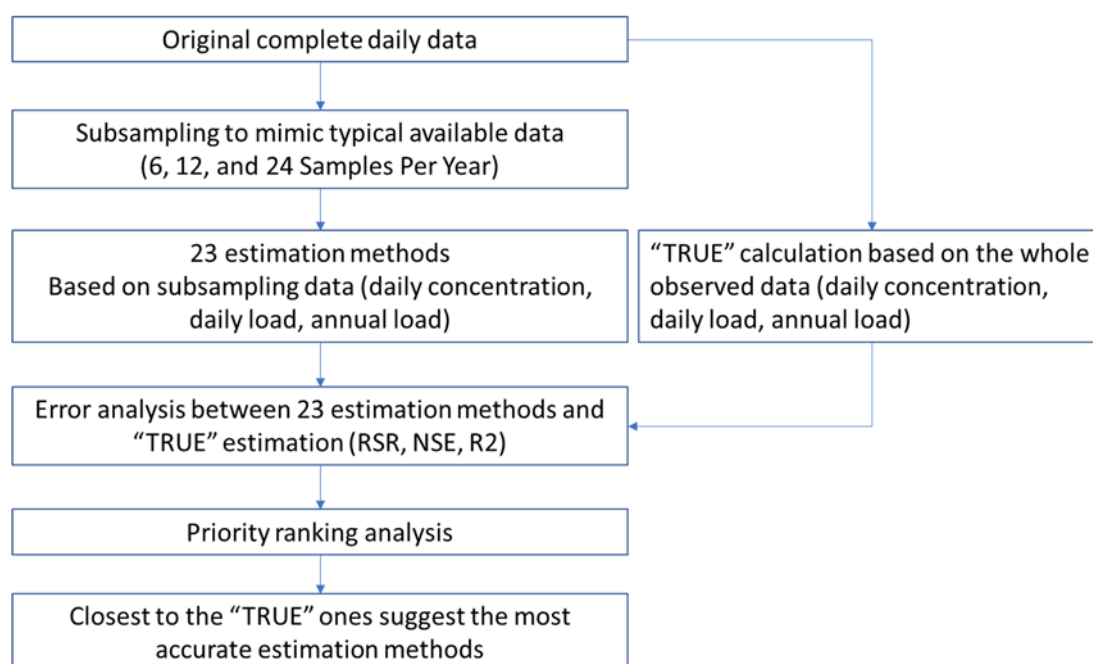 Original complete daily data
Subsampling to mimic typical available data
(6, 12, and 24 Samples Per Year)
23 estimation methods
Based on subsampling data (daily concentration,
daily load, annual load)
“TRUE” calculation based on the whole
observed data (daily concentration,
daily load, annual load)
Error analysis between 23 estimation methods and
“TRUE” estimation (RSR, NSE, R2)
Priority ranking analysis
Closest to the “TRUE” ones suggest the most
accurate estimation methods